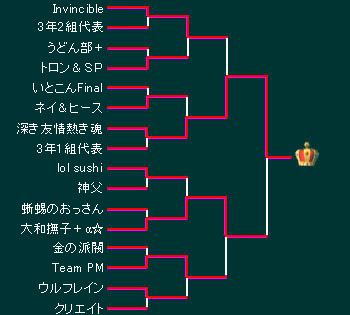 Invincible
3年2組代表
うどん部+
トロン＆SP
いとこんFinal
ネイ＆ヒース
深き友情熱き魂
3年1組代表
lol sushi
神父
蜥蜴のおっさん
大和撫子+α☆
金の派閥
Team PM
ウルフレイン
クリエイト